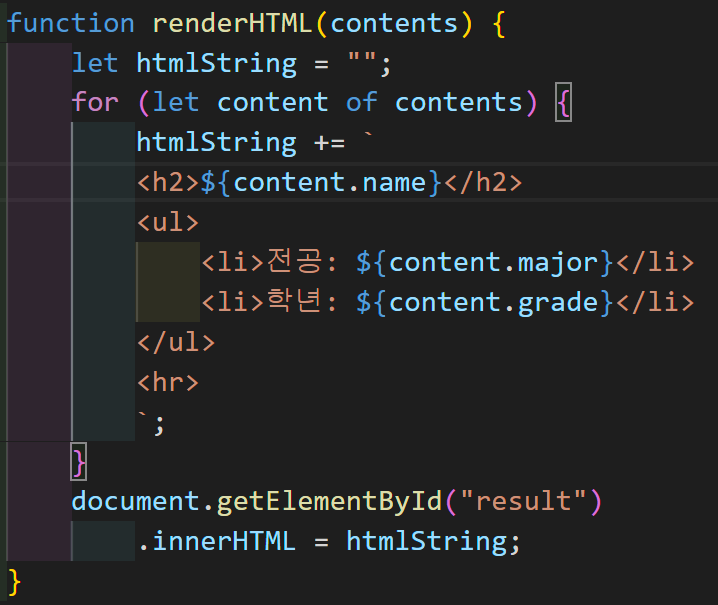 function renderHTML(contents) {
let htmlString = "";
for (let content of contents) {
htmlString += `
<h2>${content.name}</h2>
<ul>
<li>전공: ${content.major}</li>
<li>학년: ${content.grade}</li>
</ul>
<hr>
`;
}
document.getElementById("result")
.innerHTML = htmlString;
}